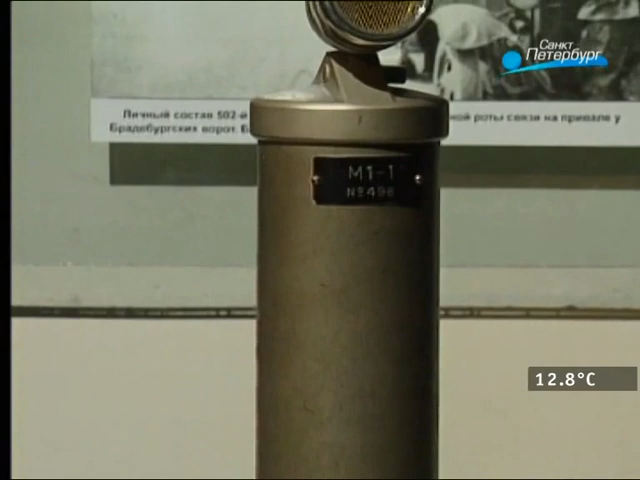 Санкт
Петербург
Личный состав 502-й ной роты связи на привале у
Брадебургских ворот.
М1-1
№498
12.8°C